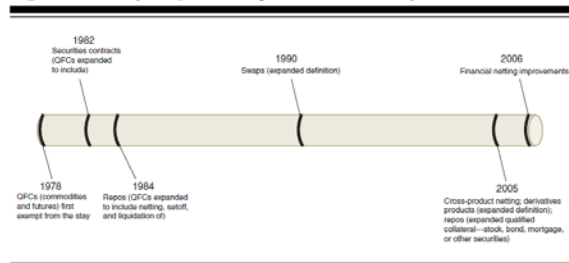 1982
Securities contracts
(QFCs expanded
to include)
1990
Swaps (expanded definition)
2006
Financial netting improvements
1978
QFCs (commodities
and futures) first
exempt from the stay
1984
Repos (QFCs expanded
to include netting, setoff,
and liquidation of)
2005
Cross-product netting; derivatives
products (expanded definition);
repos (expanded qualified
collateral—stock, bond, mortgage,
or other securities)